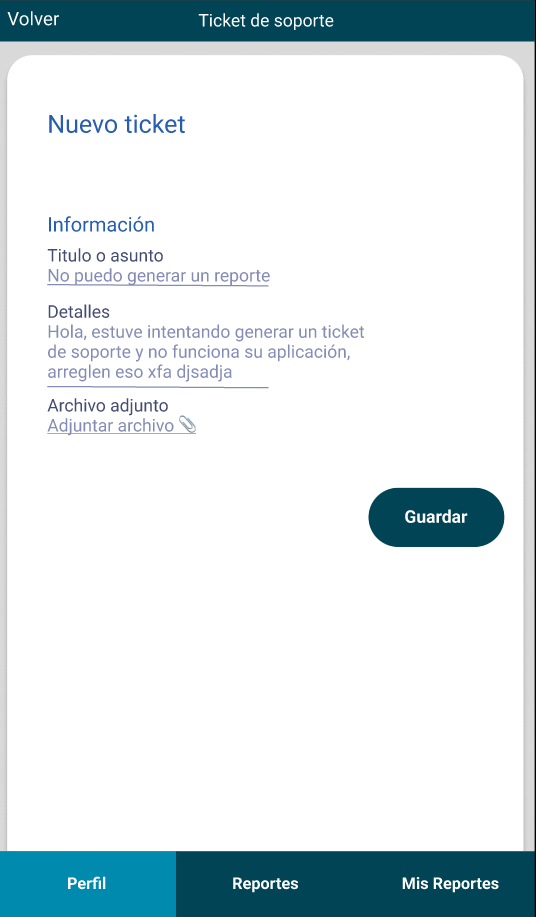 Volver
Ticket de soporte
Nuevo ticket
Información
Titulo o asunto
No puedo generar un reporte
Detalles
Hola, estuve intentando generar un ticket
de soporte y no funciona su aplicación,
arreglen eso xfa djsadja
Archivo adjunto
Adjuntar archivo
Guardar
Perfil
Reportes
Mis Reportes